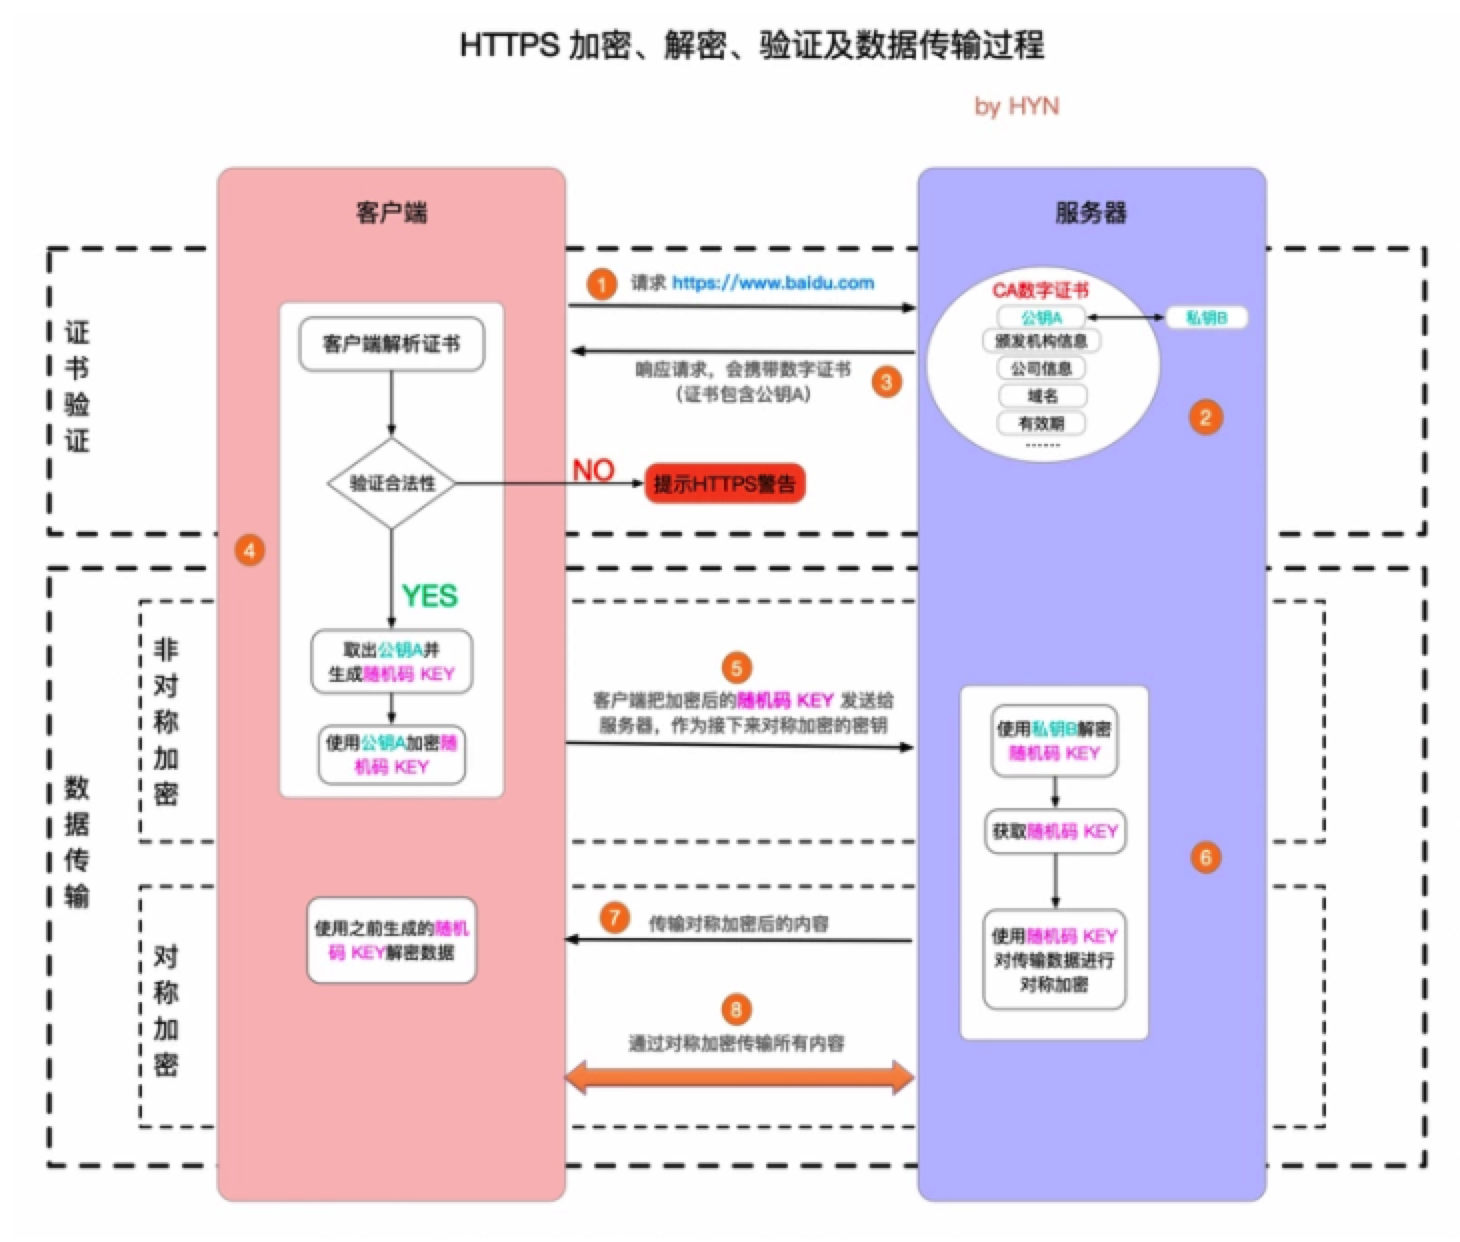 HTTPS 加密、解密、验证及数据传输过程
by HYN
客户端
服务器
证书验证
1
请求 https://www.baidu.com
CA数字证书
公钥A
私钥B
颁发机构信息
公司信息
域名
有效期
......
2
响应请求，会携带数字证书
（证书包含公钥A）
3
客户端解析证书
验证合法性
NO
提示HTTPS警告
4
YES
数据传输
非对称加密
取出公钥A并
生成随机码 KEY
使用公钥A加密随
机码 KEY
5
客户端把加密后的随机码 KEY 发送给
服务器，作为接下来对称加密的密钥
使用私钥B解密
随机码 KEY
获取随机码 KEY
6
使用随机码 KEY
对传输数据进行
对称加密
对称加密
7
传输对称加密后的内容
使用之前生成的随机
码 KEY解密数据
8
通过对称加密传输所有内容